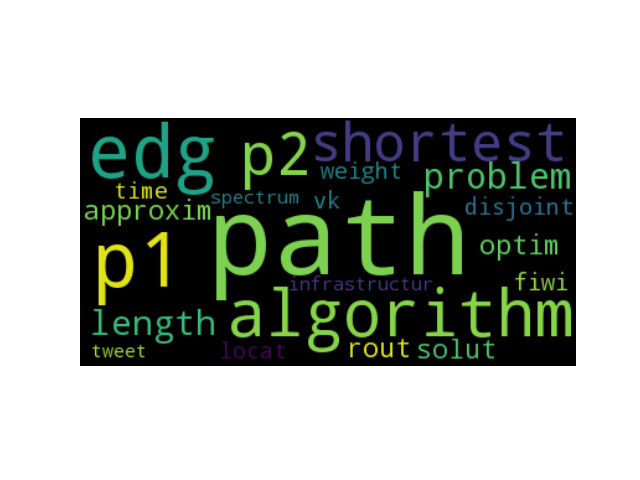 edg p2 shortest
time weight problem
approxim spectrum vk disjoint
p1 path optim
infrastructur fiwi
length algorithm
tweet locat rout solut